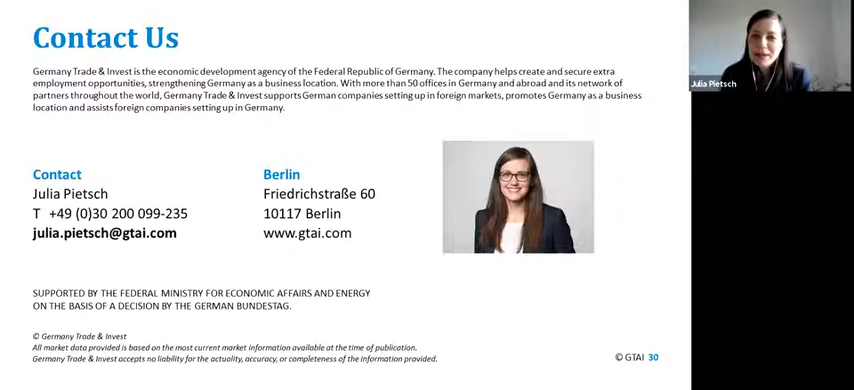 Contact Us
Germany Trade & Invest is the economic development agency of the Federal Republic of Germany. The company helps create and secure extra
employment opportunities, strengthening Germany as a business location. With more than 50 offices in Germany and abroad and its network of
partners throughout the world, Germany Trade & Invest supports German companies setting up in foreign markets, promotes Germany as a business
location and assists foreign companies setting up in Germany.
Contact
Julia Pietsch
T +49 (0)30 200 099-235
julia.pietsch@gtai.com
Berlin
Friedrichstraße 60
10117 Berlin
www.gtai.com
SUPPORTED BY THE FEDERAL MINISTRY FOR ECONOMIC AFFAIRS AND ENERGY
ON THE BASIS OF A DECISION BY THE GERMAN BUNDESTAG.
© Germany Trade & Invest
All market data provided is based on the most current market information available at the time of publication.
Germany Trade & Invest accepts no liability for the actuality, accuracy, or completeness of the information provided.
© GTAI 30
Julia Pietsch